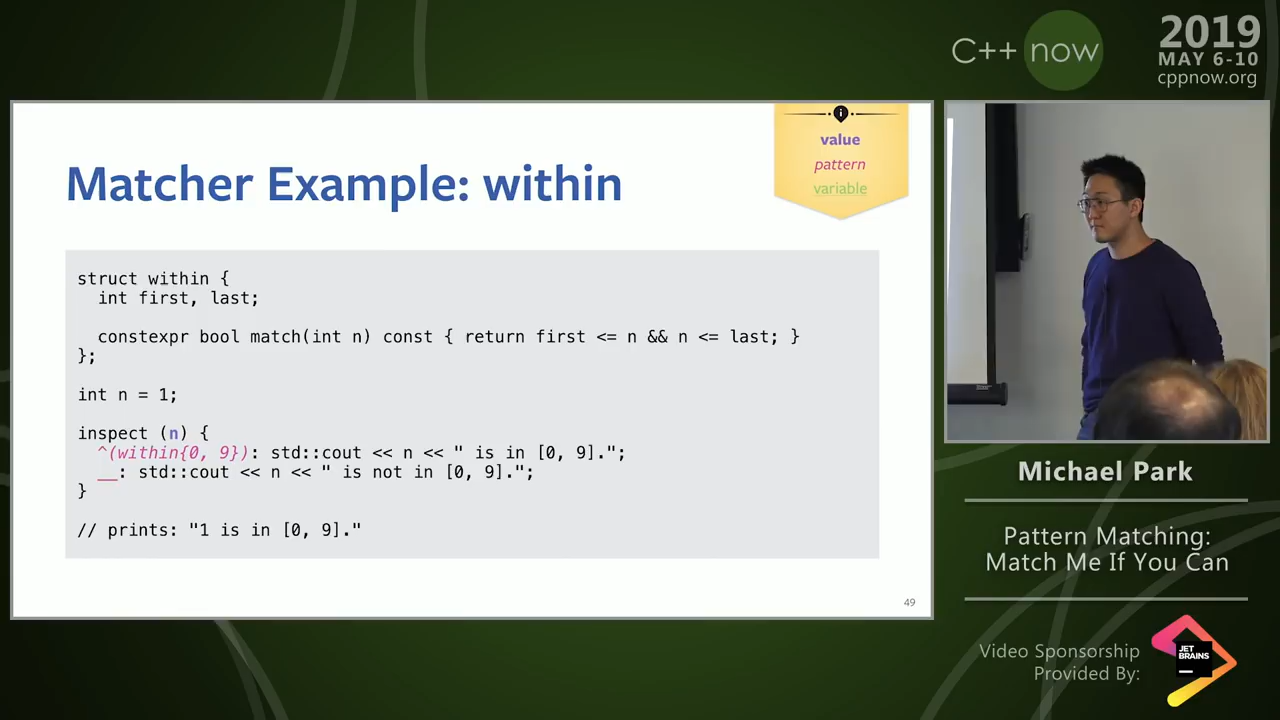 C++ now
2019
MAY 6-10
cppnow.org
value
pattern
variable
Matcher Example: within
struct within {
  int first, last;
  constexpr bool match(int n) const { return first <= n && n <= last; }
};
int n = 1;
inspect (n) {
  ^(within{0, 9}): std::cout << n << " is in [0, 9].";
  __: std::cout << n << " is not in [0, 9].";
}
// prints: "1 is in [0, 9]."
49
Michael Park
Pattern Matching:
Match Me If You Can
Video Sponsorship
Provided By:
JET
BRAINS